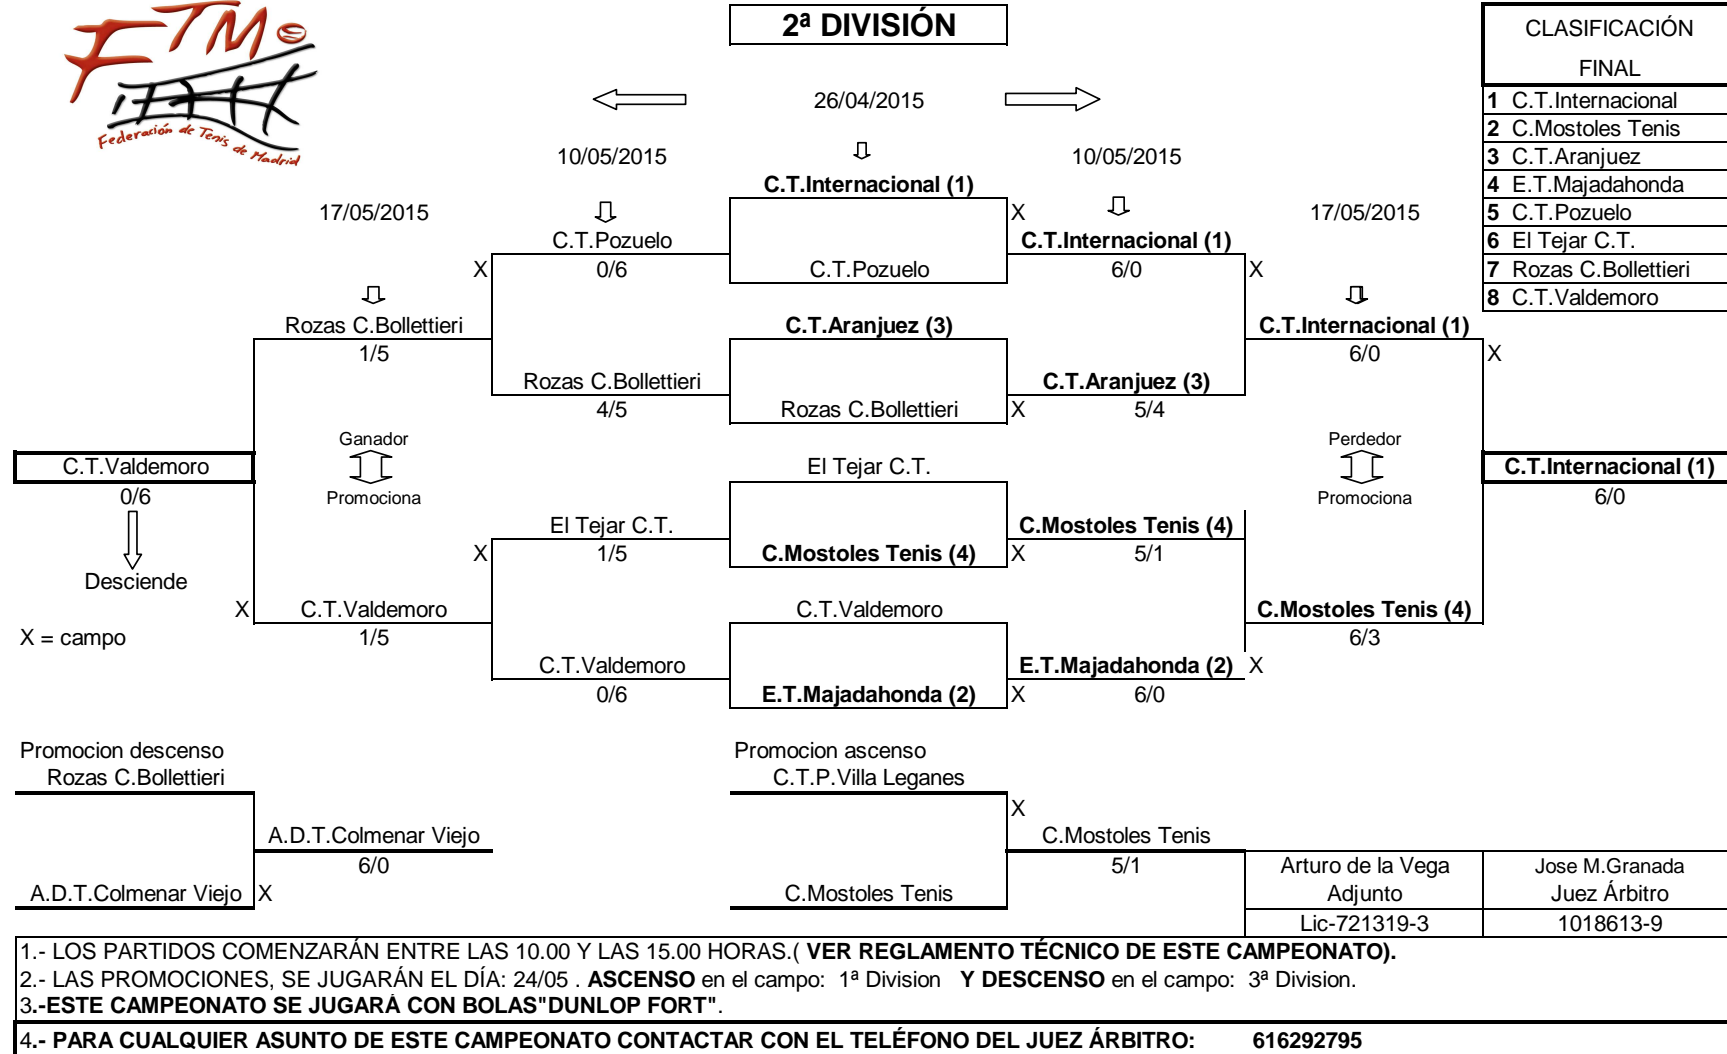 FTM
Federación de Tenis de Madrid
2ª DIVISIÓN
CLASIFICACIÓN
FINAL
1 C.T.Internacional
2 C.Mostoles Tenis
3 C.T.Aranjuez
4 E.T.Majadahonda
5 C.T.Pozuelo
6 El Tejar C.T.
7 Rozas C.Bollettieri
8 C.T.Valdemoro
26/04/2015
10/05/2015 10/05/2015
C.T.Internacional (1)
17/05/2015 X 17/05/2015
C.T.Pozuelo C.T.Internacional (1)
X 0/6 C.T.Pozuelo 6/0 X
Rozas C.Bollettieri C.T.Aranjuez (3) C.T.Internacional (1)
1/5 6/0 X
Rozas C.Bollettieri C.T.Aranjuez (3)
4/5 Rozas C.Bollettieri X 5/4
Ganador Perdedor
C.T.Valdemoro El Tejar C.T. C.T.Internacional (1)
0/6 Promociona Promociona 6/0
El Tejar C.T. C.Mostoles Tenis (4)
X 1/5 C.Mostoles Tenis (4) X 5/1
Desciende
X C.T.Valdemoro C.T.Valdemoro C.Mostoles Tenis (4)
X = campo 1/5 6/3
C.T.Valdemoro E.T.Majadahonda (2) X
0/6 E.T.Majadahonda (2) X 6/0
Promocion descenso Promocion ascenso
Rozas C.Bollettieri C.T.P.Villa Leganes
X
A.D.T.Colmenar Viejo C.Mostoles Tenis
6/0 5/1 Arturo de la Vega Jose M.Granada
A.D.T.Colmenar Viejo X C.Mostoles Tenis Adjunto Juez Árbitro
Lic-721319-3 1018613-9
1.- LOS PARTIDOS COMENZARÁN ENTRE LAS 10.00 Y LAS 15.00 HORAS.( VER REGLAMENTO TÉCNICO DE ESTE CAMPEONATO).
2.- LAS PROMOCIONES, SE JUGARÁN EL DÍA: 24/05 . ASCENSO en el campo: 1ª Division Y DESCENSO en el campo: 3ª Division.
3.-ESTE CAMPEONATO SE JUGARÁ CON BOLAS"DUNLOP FORT".
4.- PARA CUALQUIER ASUNTO DE ESTE CAMPEONATO CONTACTAR CON EL TELÉFONO DEL JUEZ ÁRBITRO: 616292795